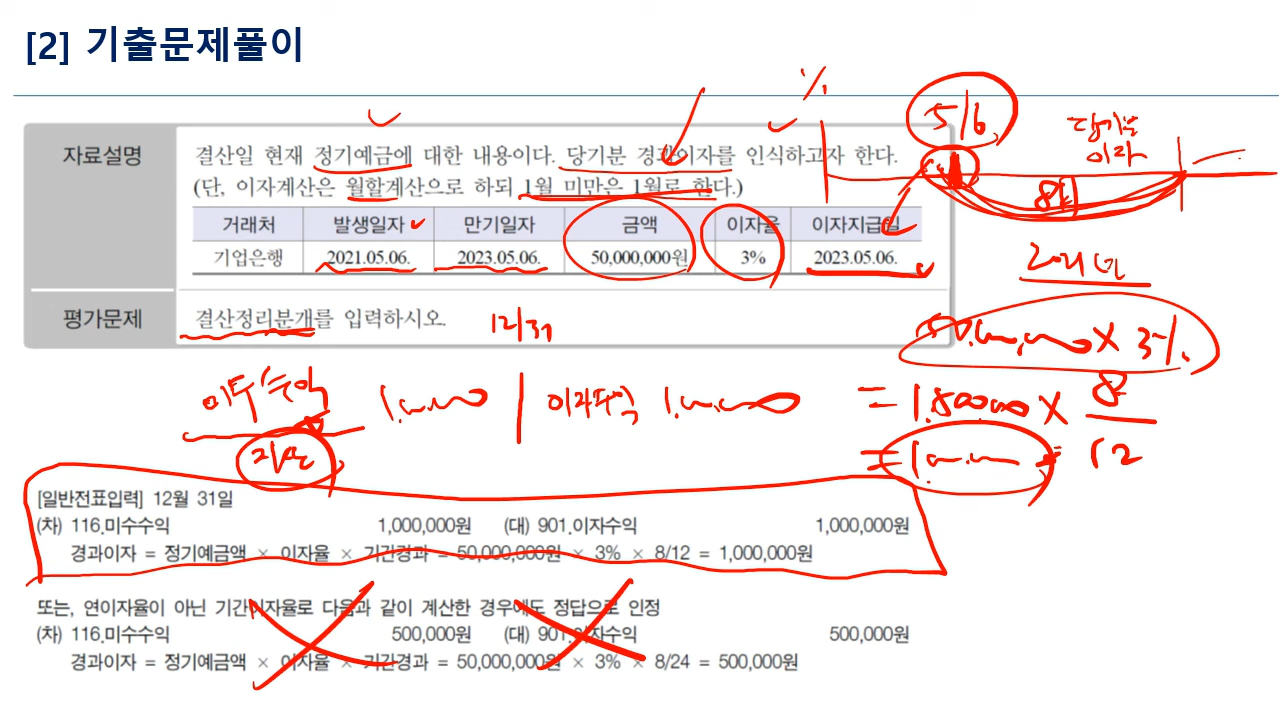 [2] 기출문제풀이
자료설명
결산일 현재 정기예금에 대한 내용이다. 당기분 경과이자를 인식하고자 한다.
(단, 이자계산은 월할계산으로 하되 1월 미만은 1월로 한다.)
거래처 발생일자 만기일자 금액 이자율 이자지급일
기업은행 2021.05.06. 2023.05.06. 50,000,000원 3% 2023.05.06.
평가문제
결산정리분개를 입력하시오.
5/6
당기분
이자
8
12/31
2021년
× 3%
미수수익
이자수익
× 8
12
[일반전표입력] 12월 31일
(차) 116.미수수익 1,000,000원 (대) 901.이자수익 1,000,000원
경과이자 = 정기예금액 × 이자율 × 기간경과 = 50,000,000원 × 3% × 8/12 = 1,000,000원
또는, 연이자율이 아닌 기간이자율로 다음과 같이 계산한 경우에도 정답으로 인정
(차) 116.미수수익 500,000원 (대) 901.이자수익 500,000원
경과이자 = 정기예금액 × 이자율 × 기간경과 = 50,000,000원 × 3% × 8/24 = 500,000원